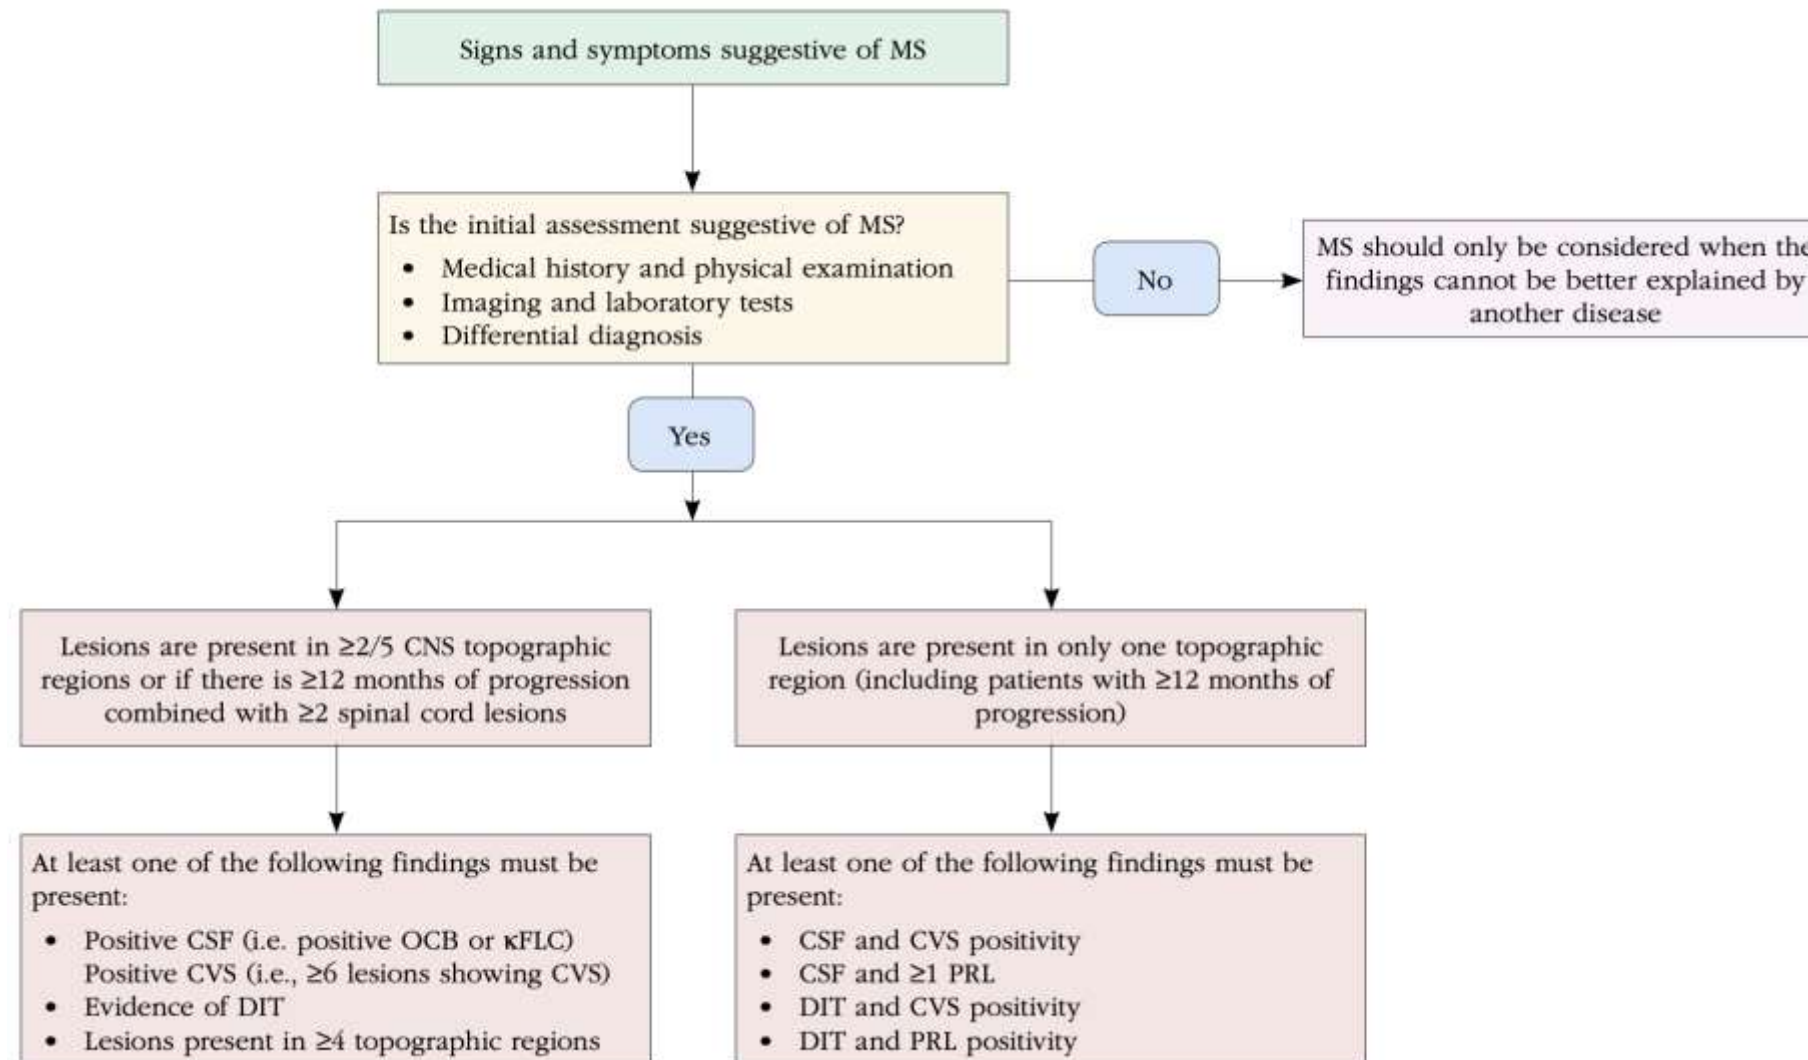 Signs and symptoms suggestive of MS
Is the initial assessment suggestive of MS?
• Medical history and physical examination
• Imaging and laboratory tests
• Differential diagnosis
No
MS should only be considered when the
findings cannot be better explained by
another disease
Yes
Lesions are present in ≥2/5 CNS topographic
regions or if there is ≥12 months of progression
combined with ≥2 spinal cord lesions
Lesions are present in only one topographic
region (including patients with ≥12 months of
progression)
At least one of the following findings must be
present:
• Positive CSF (i.e. positive OCB or κFLC)
Positive CVS (i.e., ≥6 lesions showing CVS)
• Evidence of DIT
• Lesions present in ≥4 topographic regions
At least one of the following findings must be
present:
• CSF and CVS positivity
• CSF and ≥1 PRL
• DIT and CVS positivity
• DIT and PRL positivity